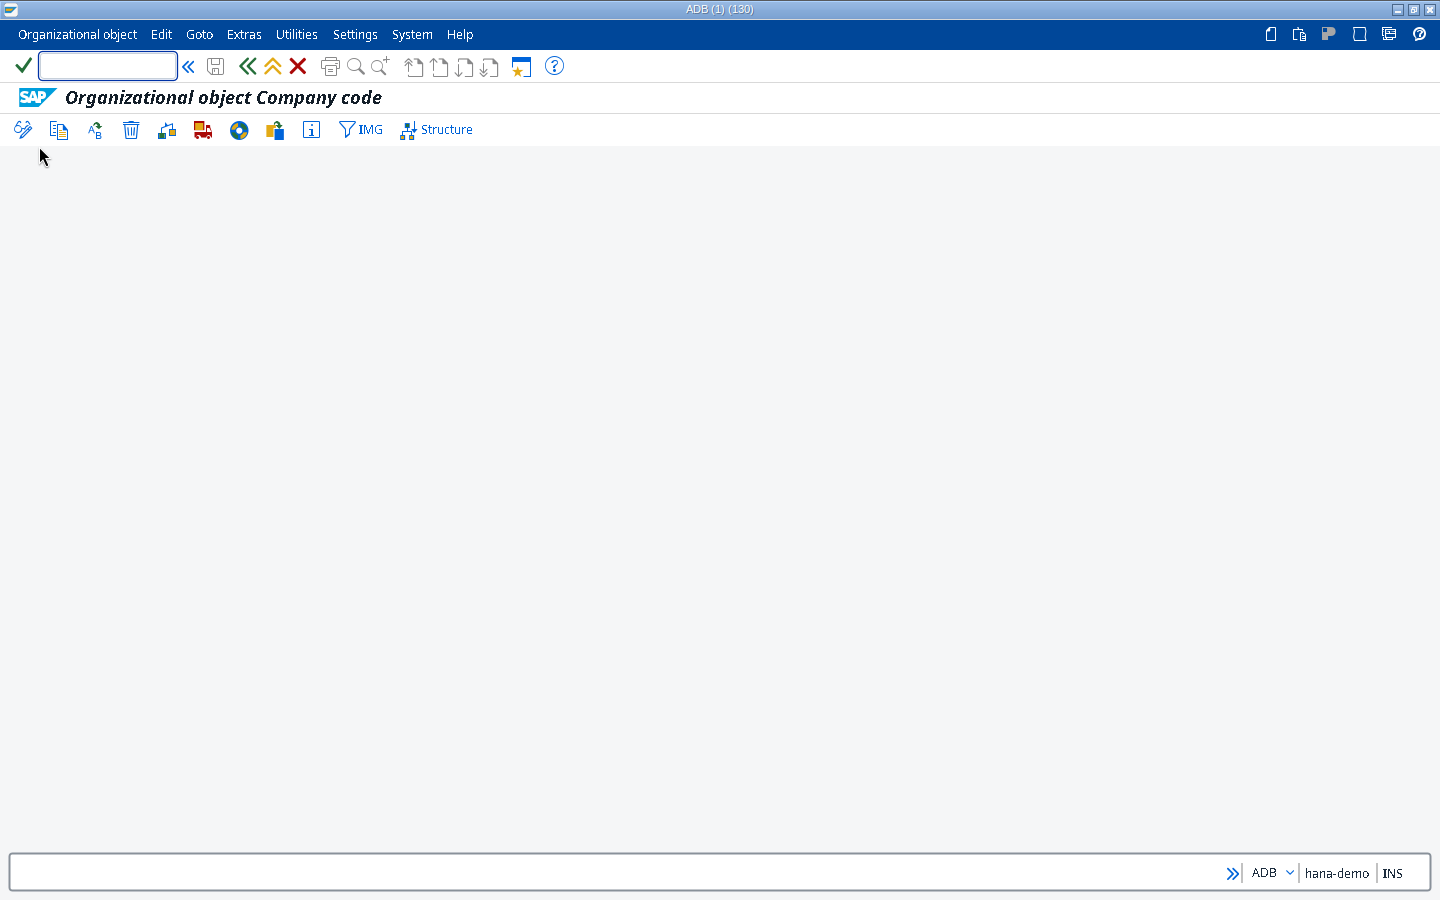 ADB (1) (130)
Organizational object Edit Goto Extras Utilities Settings System Help
SAP Organizational object Company code
IMG Structure
ADB hana-demo INS